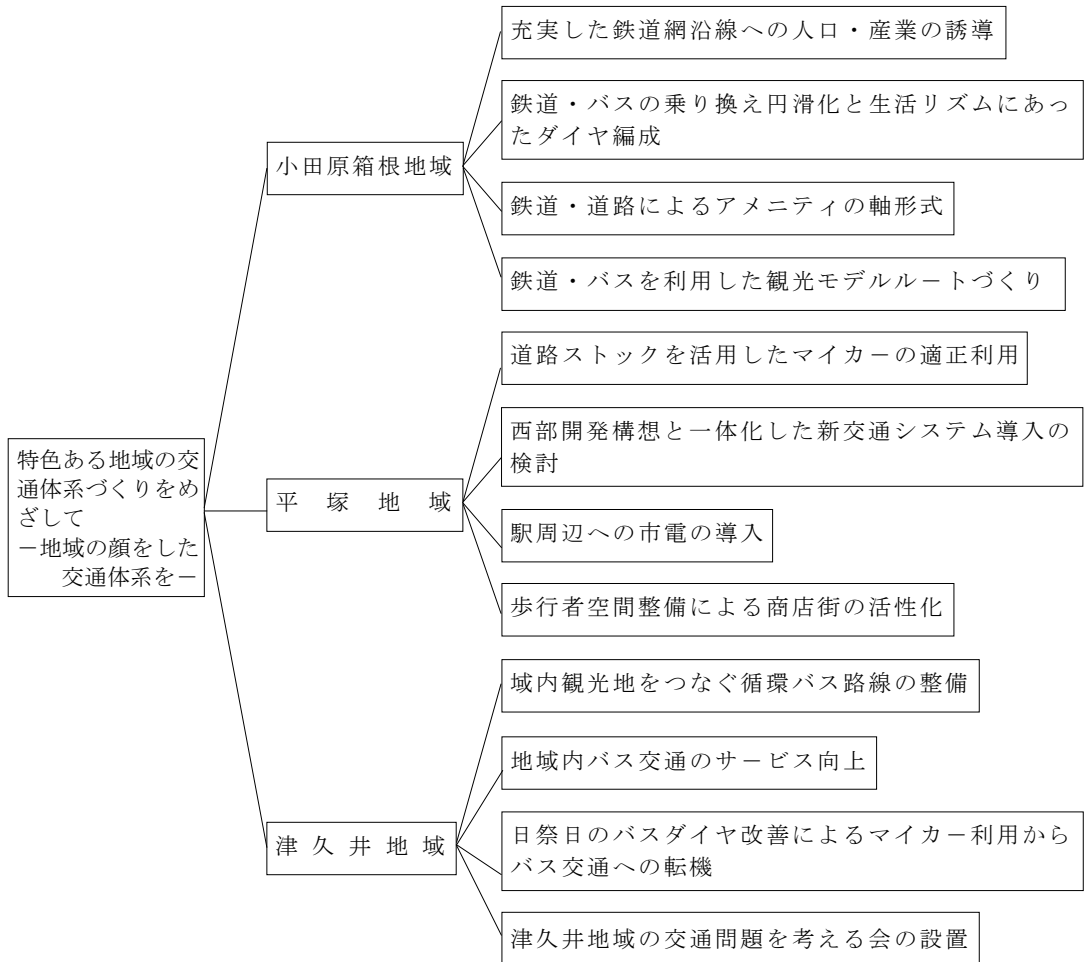 充実した鉄道網沿線への人口・産業の誘導
鉄道・バスの乗り換え円滑化と生活リズムにあっ
たダイヤ編成
小田原箱根地域
鉄道・道路によるアメニティの軸形式
鉄道・バスを利用した観光モデルル－トづくり
道路ストックを活用したマイカ－の適正利用
西部開発構想と一体化した新交通システム導入の
検討
特色ある地域の交
通体系づくりをめ
ざして
－地域の顔をした
交通体系を－
平塚地域
駅周辺への市電の導入
歩行者空間整備による商店街の活性化
域内観光地をつなぐ循環バス路線の整備
地域内バス交通のサ－ビス向上
津久井地域
日祭日のバスダイヤ改善によるマイカ－利用から
バス交通への転機
津久井地域の交通問題を考える会の設置